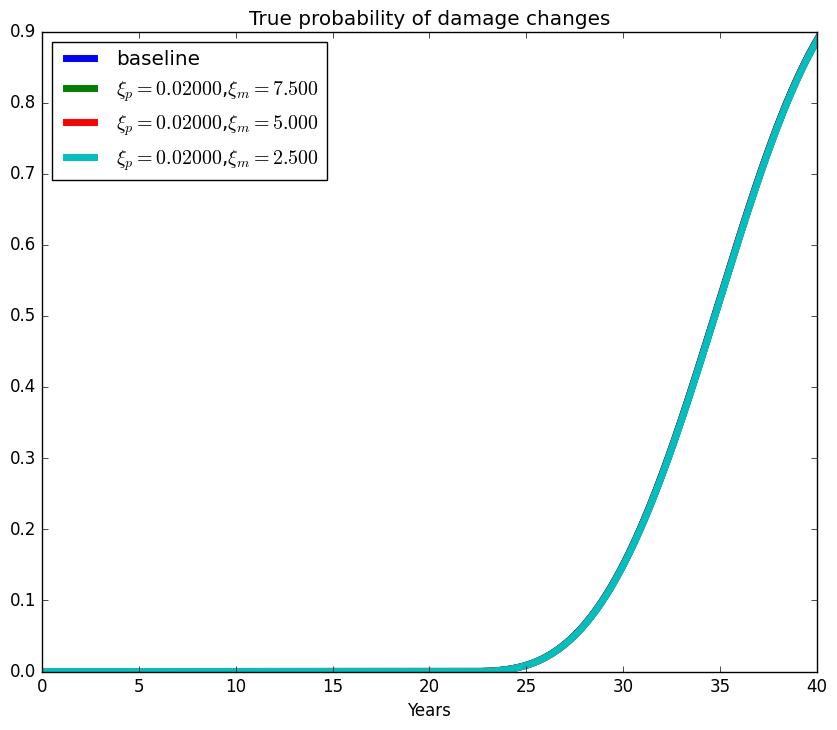 True probability of damage changes
0.9
0.8
0.7
0.6
0.5
0.4
0.3
0.2
0.1
0.0
baseline
ξp = 0.02000,ξm = 7.500
ξp = 0.02000,ξm = 5.000
ξp = 0.02000,ξm = 2.500
0 5 10 15 20 25 30 35 40
Years